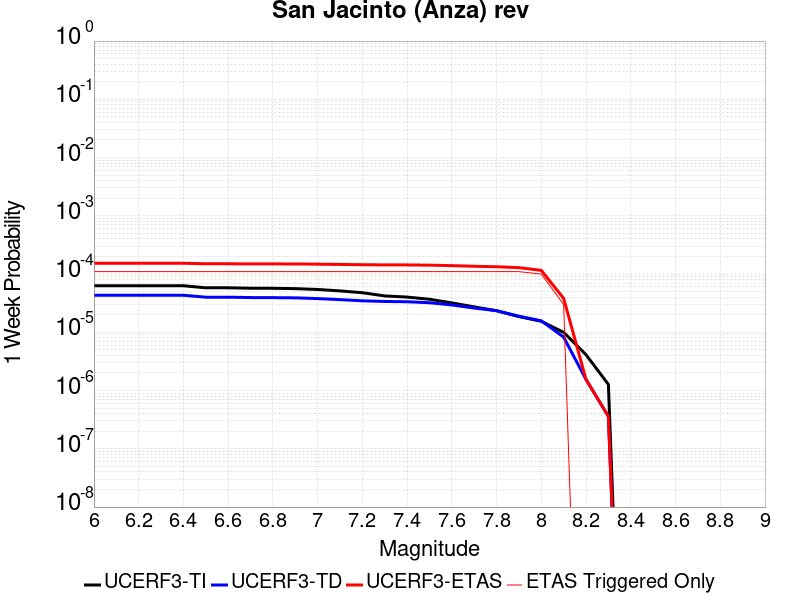 San Jacinto (Anza) rev
10^0
10^-1
10^-2
10^-3
10^-4
10^-5
10^-6
10^-7
10^-8
1 Week Probability
6 6.2 6.4 6.6 6.8 7 7.2 7.4 7.6 7.8 8 8.2 8.4 8.6 8.8 9
Magnitude
UCERF3-TI UCERF3-TD UCERF3-ETAS ETAS Triggered Only